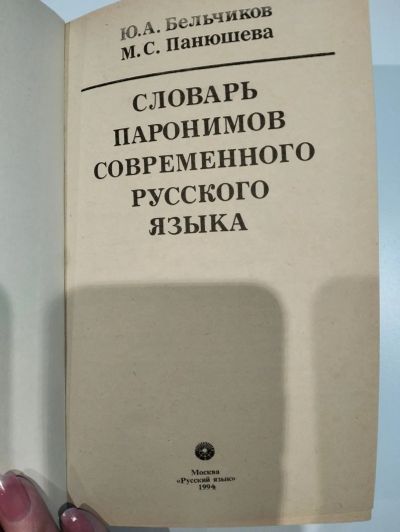 Ю.А. Бельчиков
М.С. Панюшева
СЛОВАРЬ
ПАРОНИМОВ
СОВРЕМЕННОГО
РУССКОГО
ЯЗЫКА
Москва
«Русский язык»
1994